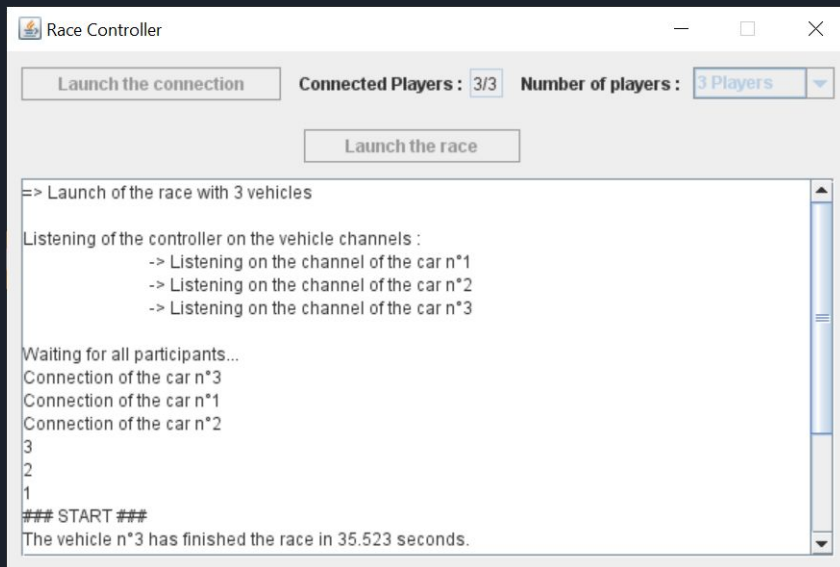 Race Controller
Launch the connection Connected Players : 3/3 Number of players : 3 Players
Launch the race
=> Launch of the race with 3 vehicles
Listening of the controller on the vehicle channels :
-> Listening on the channel of the car n°1
-> Listening on the channel of the car n°2
-> Listening on the channel of the car n°3
Waiting for all participants...
Connection of the car n°3
Connection of the car n°1
Connection of the car n°2
3
2
1
### START ###
The vehicle n°3 has finished the race in 35.523 seconds.